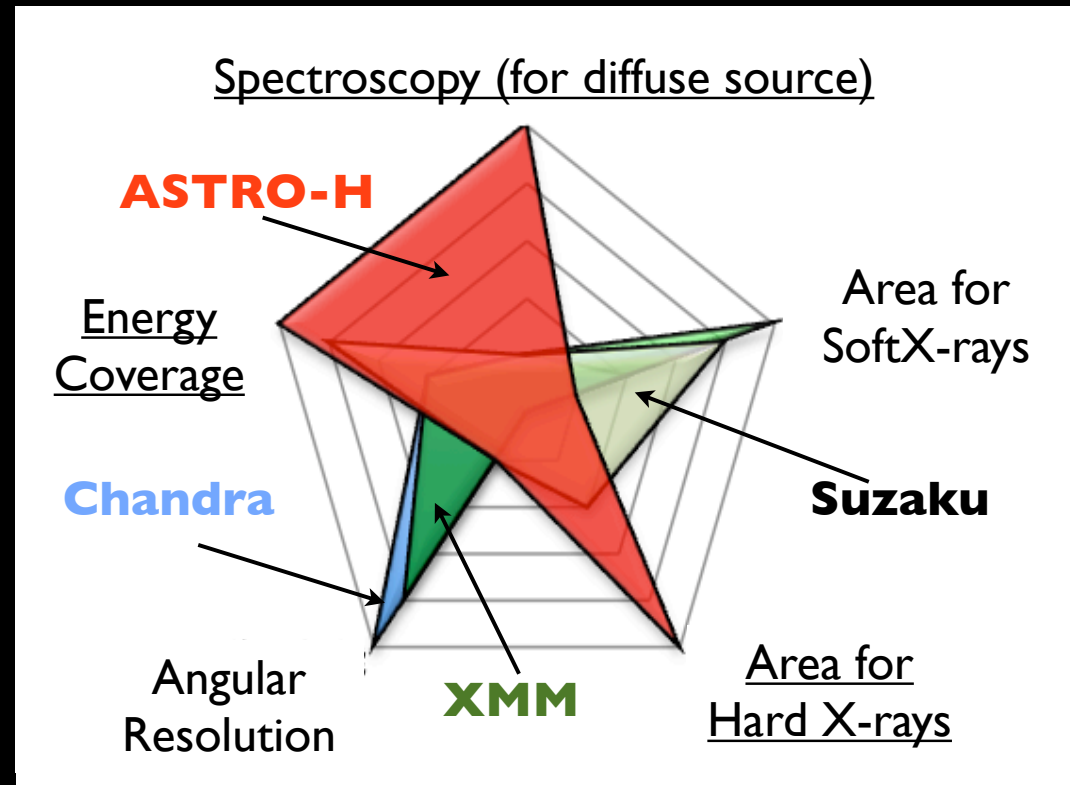 Spectroscopy (for diffuse source)
ASTRO-H
Energy
Coverage
Area for
SoftX-rays
Chandra
Suzaku
Angular
Resolution
XMM
Area for
Hard X-rays